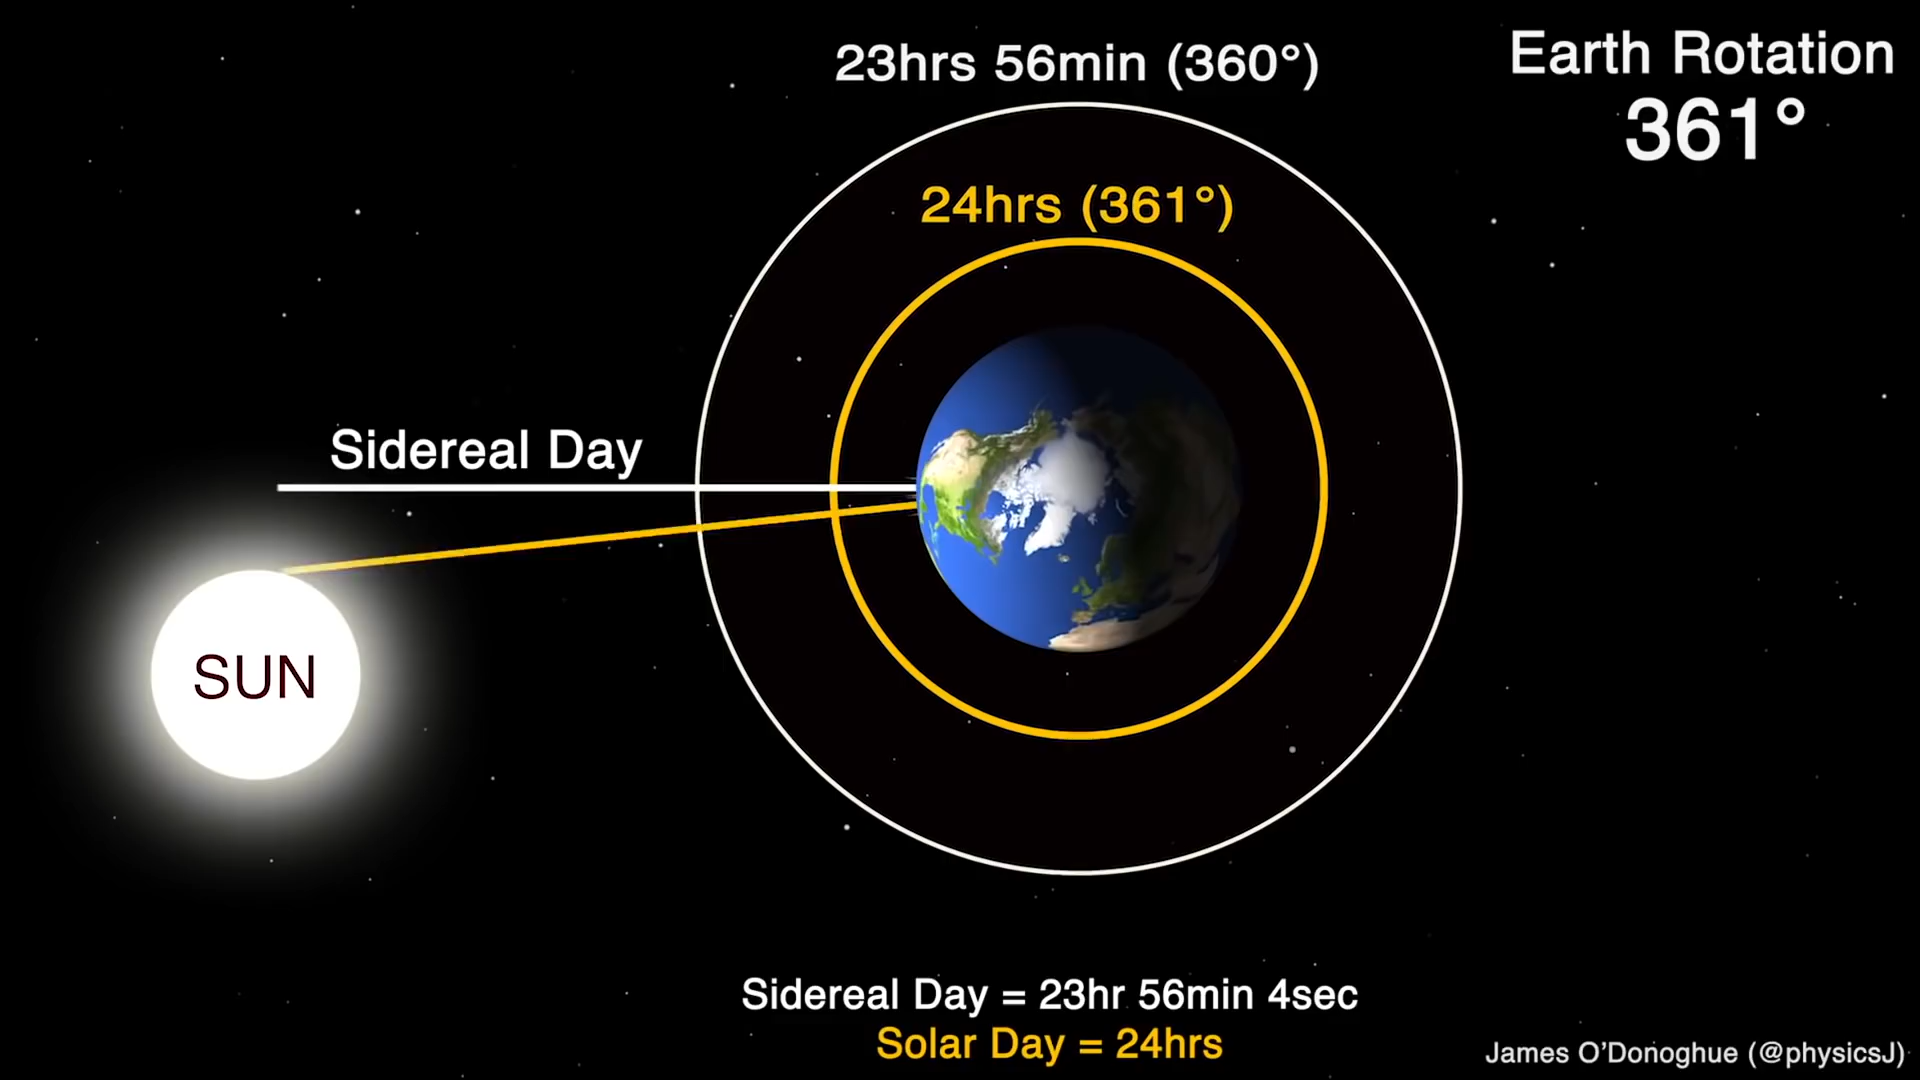 23hrs 56min (360°)
Earth Rotation
361°
24hrs (361°)
Sidereal Day
SUN
Sidereal Day = 23hr 56min 4sec
Solar Day = 24hrs
James O’Donoghue (@physicsJ)